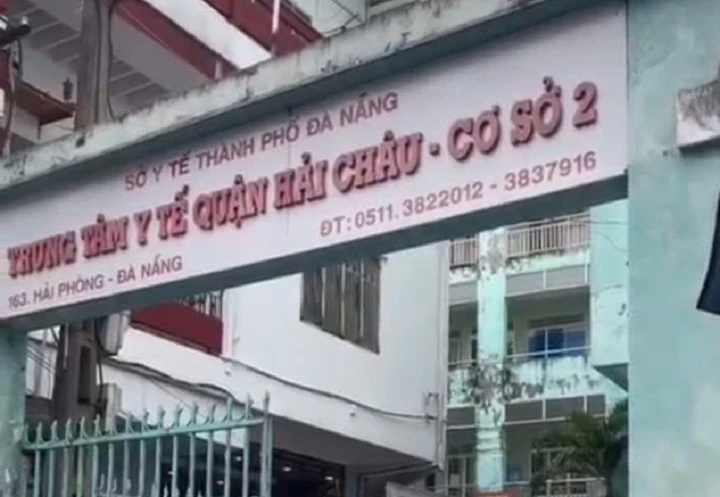 SỞ Y TẾ THÀNH PHỐ ĐÀ NẴNG
TRUNG TÂM Y TẾ QUẬN HẢI CHÂU - CƠ SỞ 2
163. HẢI PHÒNG - ĐÀ NẴNG
ĐT: 0511. 3822012 - 3837916